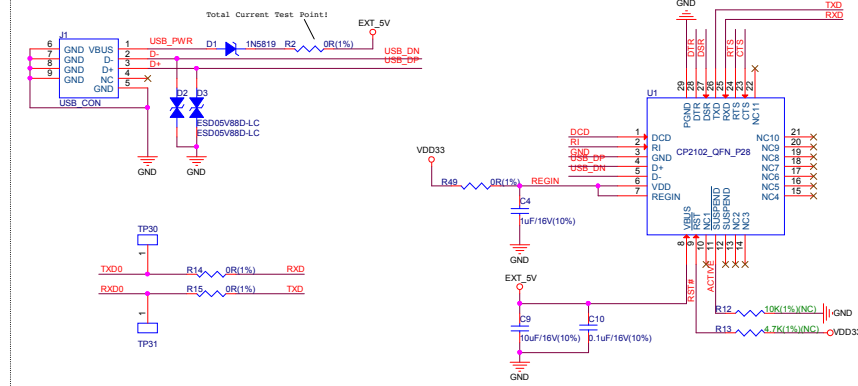 Total Current Test Point!
EXT_5V
J1
USB_PWR
D1
1N5819
R2
0R(1%)
6 GND VBUS 1
7 GND D- 2 D- USB_DN
8 GND D+ 3 D+ USB_DP
9 GND NC 4
GND 5
USB_CON
D2
D3
ESD05V88D-LC
ESD05V88D-LC
GND
GND
TP30
TXD0
R14
0R(1%)
RXD
RXD0
R15
0R(1%)
TXD
TP31
GND
TXD
RXD
DTR
DSR
RTS
CTS
U1
29 28 27 26 25 24 23 22
PGND DTR DSR TXD RXD RTS CTS NC11
DCD 1 DCD
RI 2 RI
GND 3 GND
USB_DP 4 D+
USB_DN 5 D-
6 VDD
7 REGIN
CP2102_QFN_P28
NC10 21
NC9 20
NC8 19
NC7 18
NC6 17
NC5 16
NC4 15
VBUS RST NC1 SUSPEND SUSPEND NC2 NC3
8 9 10 11 12 13 14
VDD33
R49
0R(1%)
REGIN
C4
1uF/16V(10%)
GND
EXT_5V
C9
10uF/16V(10%)
C10
0.1uF/16V(10%)
GND
RST#
ACTIVE
R12
10K(1%)(NC)
GND
R13
4.7K(1%)(NC)
VDD33